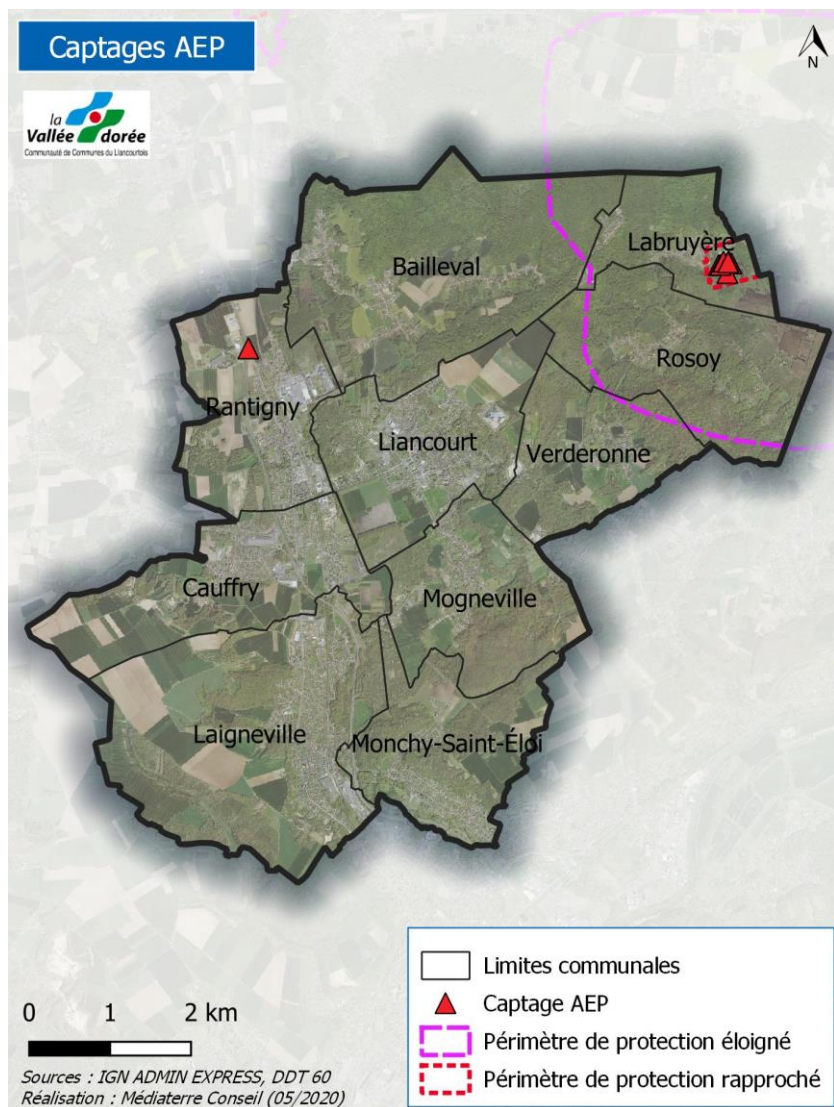 Captages AEP
N
la
Vallée dorée
Communauté de Communes du Liancourtois
Labruyère
Bailleval
Rosoy
Rantigny
Liancourt
Verderonne
Cauffry
Mogneville
Laigneville
Monchy-Saint-Éloi
Limites communales
Captage AEP
Périmètre de protection éloigné
Périmètre de protection rapproché
0 1 2 km
Sources : IGN ADMIN EXPRESS, DDT 60
Réalisation : Médiaterre Conseil (05/2020)